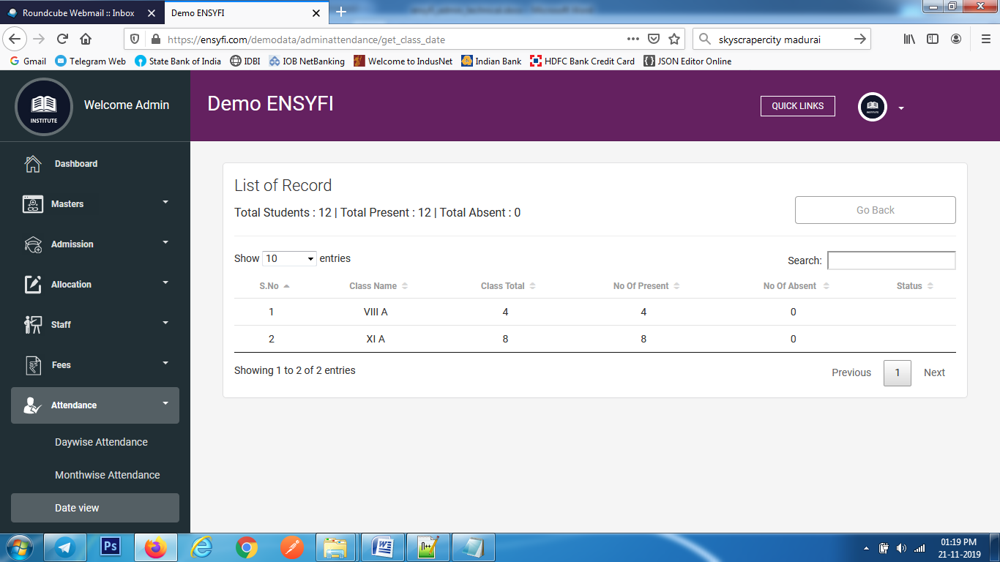 Roundcube Webmail :: Inbox
Demo ENSYFI
https://ensyfi.com/demodata/adminattendance/get_class_date
skyscrapercity madurai
Gmail
Telegram Web
State Bank of India
IDBI
IOB NetBanking
Welcome to IndusNet
Indian Bank
HDFC Bank Credit Card
JSON Editor Online
INSTITUTE
Welcome Admin
Demo ENSYFI
QUICK LINKS
INSTITUTE
Dashboard
Masters
Admission
Allocation
Staff
Fees
Attendance
Daywise Attendance
Monthwise Attendance
Date view
List of Record
Total Students : 12 | Total Present : 12 | Total Absent : 0
Go Back
Show 10 entries
Search:
S.No Class Name Class Total No Of Present No Of Absent Status
1 VIII A 4 4 0
2 XI A 8 8 0
Showing 1 to 2 of 2 entries
Previous 1 Next
Ps
01:19 PM
21-11-2019